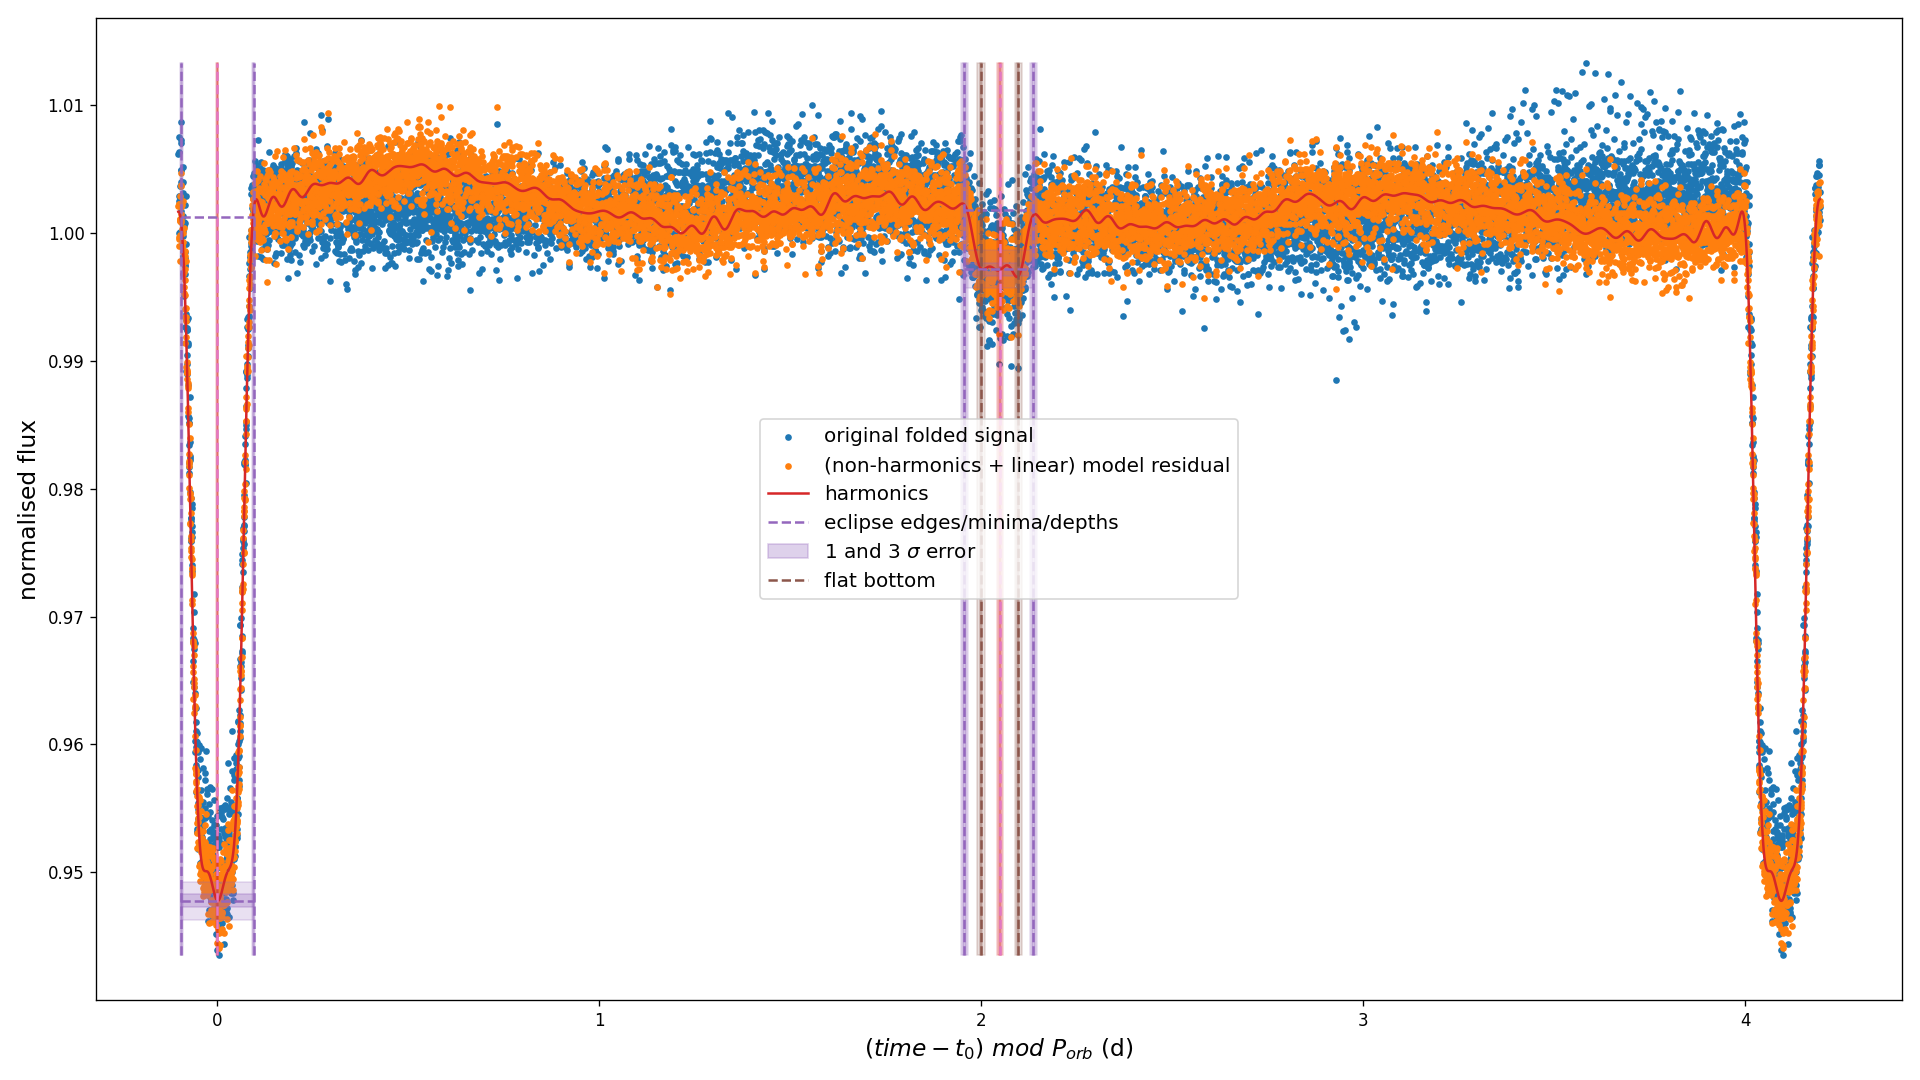 normalised flux
1.01
1.00
0.99
0.98
0.97
0.96
0.95
original folded signal
(non-harmonics + linear) model residual
harmonics
eclipse edges/minima/depths
1 and 3 σ error
flat bottom
0 1 2 3 4
(time − t₀) mod Pₒᵣb (d)